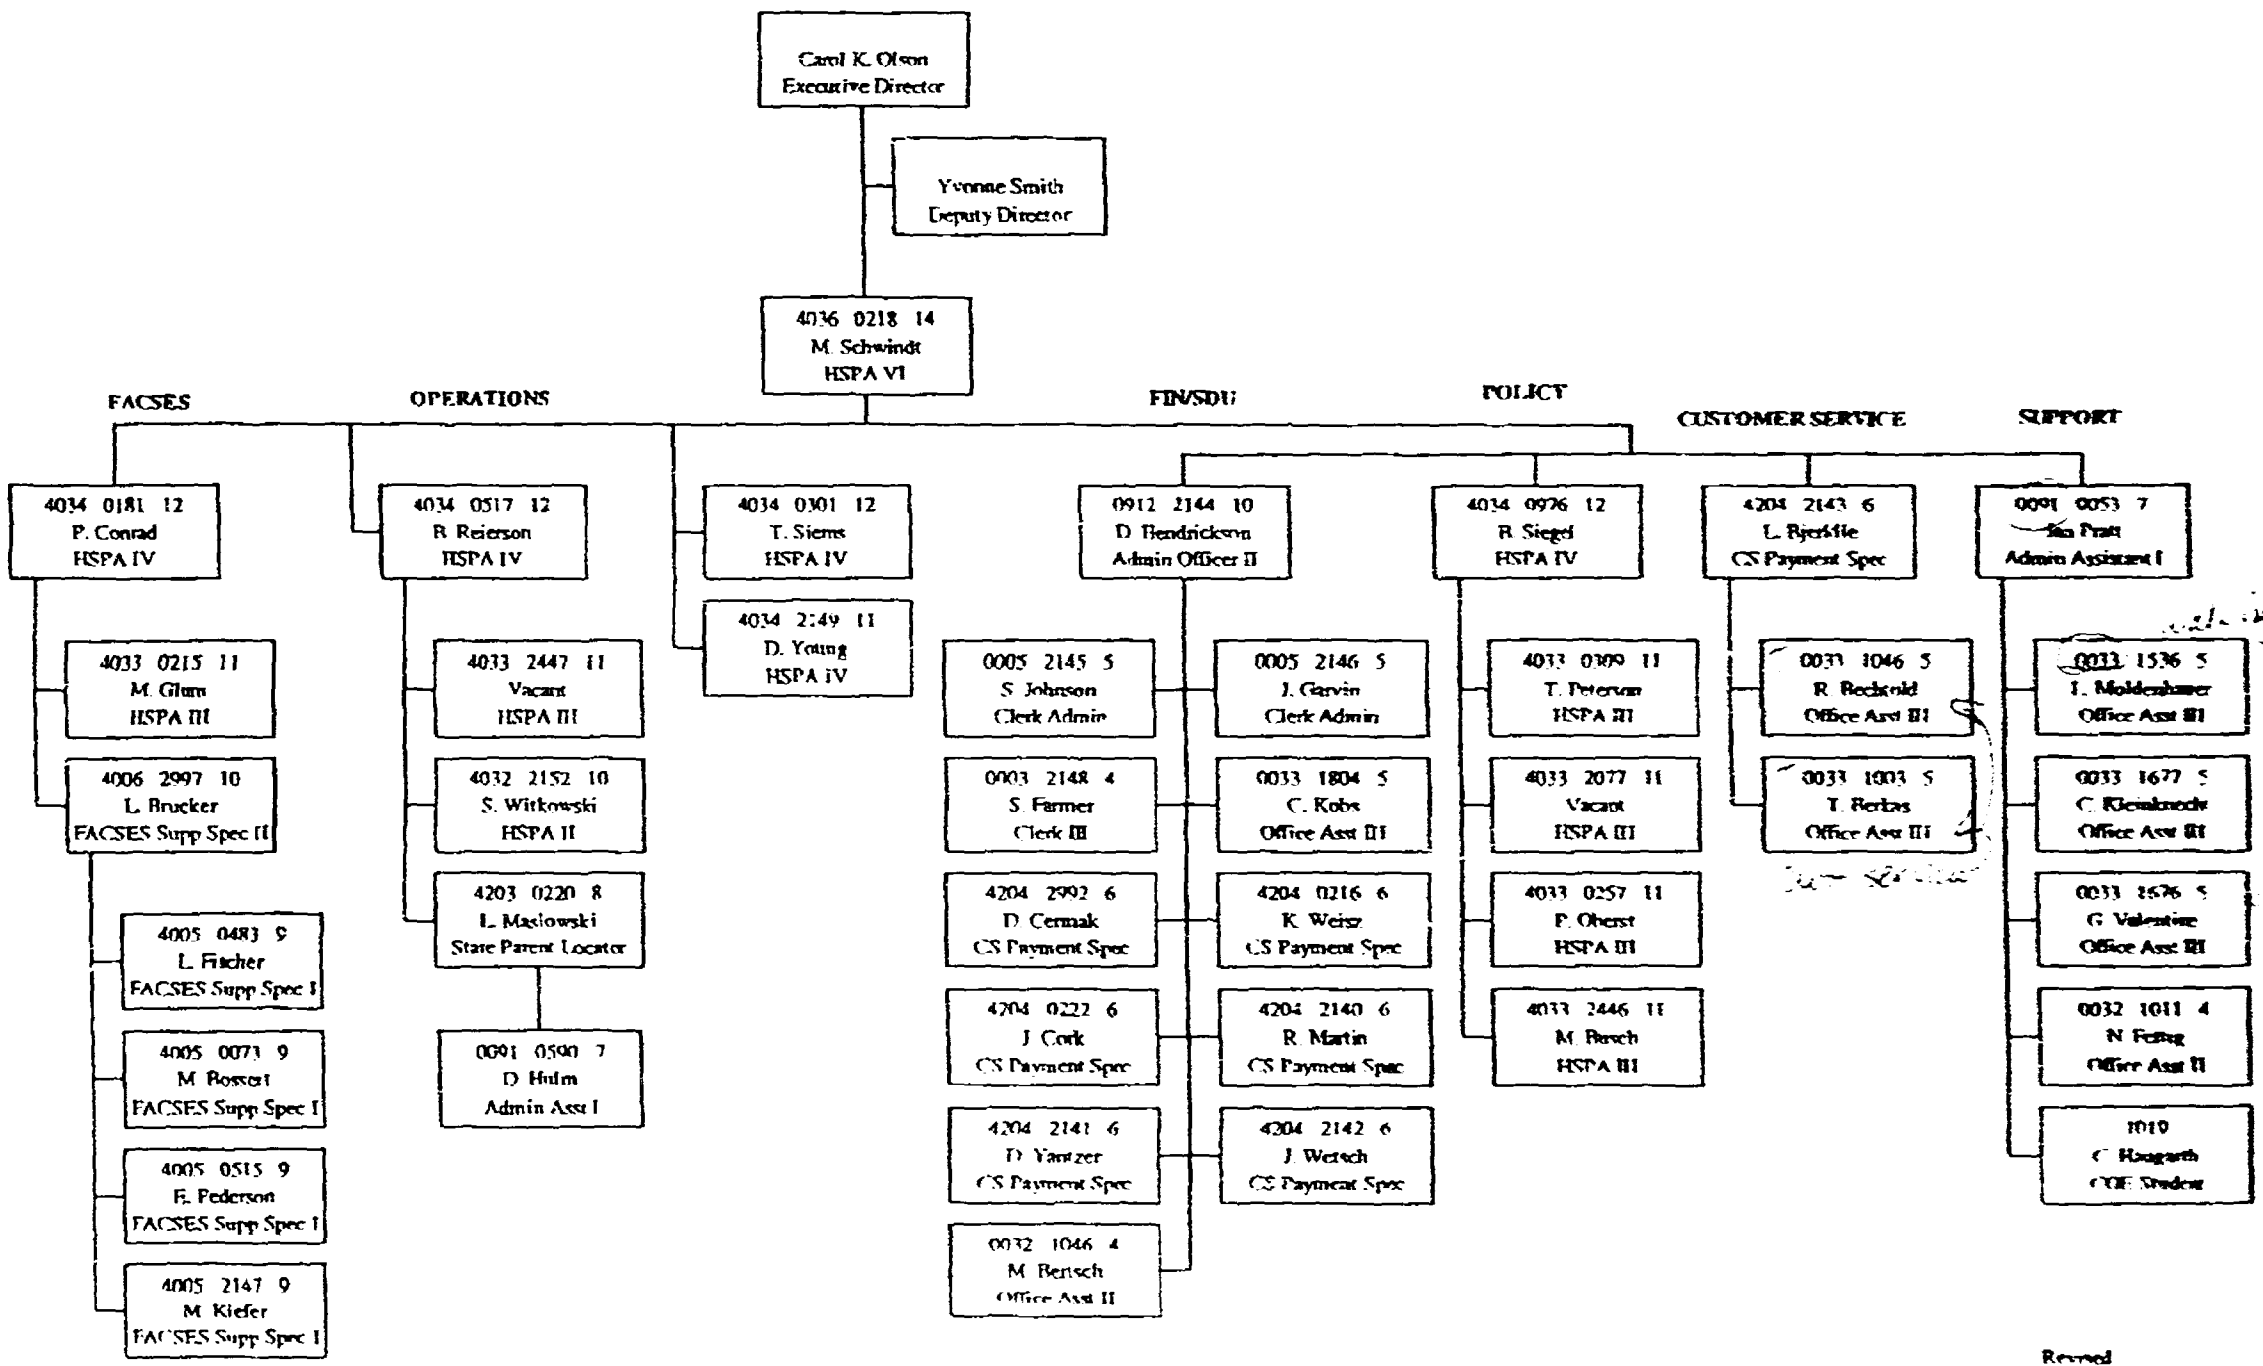 Carol K. Olson
Executive Director
Yvonne Smith
Deputy Director
4036 0218 14
M. Schwindt
HSPA VI
FACSES
OPERATIONS
FIN/SDU
POLICT
CUSTOMER SERVICE
SUPPORT
4034 0181 12
P. Conrad
HSPA IV
4033 0215 11
M. Glum
HSPA III
4006 2997 10
L. Brucker
FACSES Supp Spec II
4005 0483 9
L. Fischer
FACSES Supp Spec I
4005 0073 9
M. Bossert
FACSES Supp Spec I
4005 0515 9
E. Pederson
FACSES Supp Spec I
4005 2147 9
M. Kiefer
FACSES Supp Spec I
4034 0517 12
B. Reierson
HSPA IV
4033 2447 11
Vacant
HSPA III
4032 2152 10
S. Witkowski
HSPA II
4203 0220 8
L. Maslowski
State Parent Locator
0091 0590 7
D. Hulm
Admin Asst I
4034 0301 12
T. Siems
HSPA IV
4034 2149 11
D. Young
HSPA IV
0912 2144 10
D. Hendrickson
Admin Officer II
0005 2145 5
S. Johnson
Clerk Admin
0005 2146 5
J. Garvin
Clerk Admin
0003 2148 4
S. Farmer
Clerk III
0033 1804 5
C. Kobs
Office Asst III
4204 2992 6
D. Cermak
CS Payment Spec
4204 0216 6
K. Weisz
CS Payment Spec
4204 0222 6
J. Cork
CS Payment Spec
4204 2140 6
R. Martin
CS Payment Spec
4204 2141 6
D. Yantzer
CS Payment Spec
4204 2142 6
J. Wetsch
CS Payment Spec
0032 1046 4
M. Bertsch
Office Asst II
4034 0976 12
B. Siegel
HSPA IV
4033 0309 11
T. Peterson
HSPA III
4033 2077 11
Vacant
HSPA III
4033 0257 11
P. Oberst
HSPA III
4033 2446 11
M. Busch
HSPA III
4204 2143 6
L. Bjerklie
CS Payment Spec
0033 1046 5
R. Bechtold
Office Asst III
0033 1003 5
T. Berkas
Office Asst III
0091 0053 7
Pratt
Admin Assistant I
0033 1536 5
L. Moldenhauer
Office Asst III
0033 1677 5
C. Kleinknecht
Office Asst III
0033 1676 5
G. Valentine
Office Asst III
0032 1011 4
N. Fettig
Office Asst II
1019
C. Haugarth
COE Student
Revised